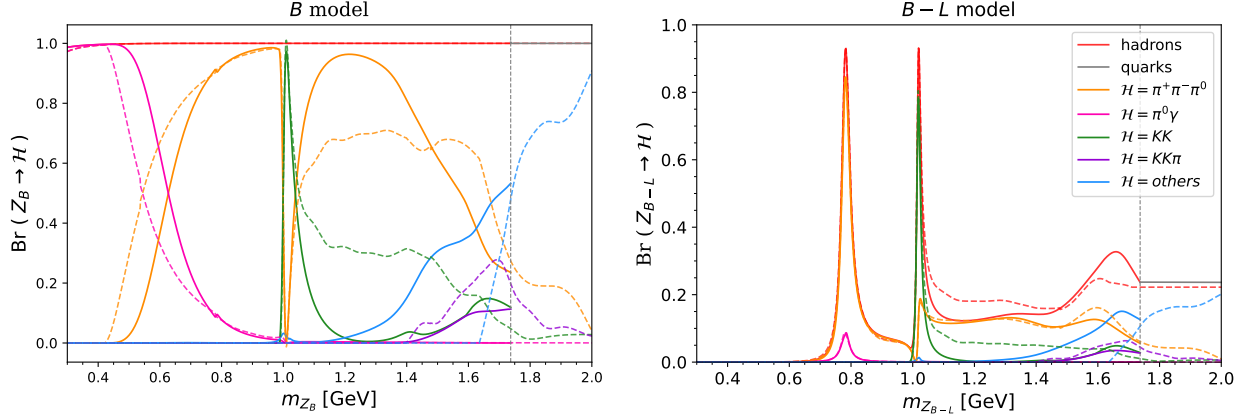 B model
Br ( Z_B → ℋ )
1.0
0.8
0.6
0.4
0.2
0.0
0.4 0.6 0.8 1.0 1.2 1.4 1.6 1.8 2.0
m_{Z_B} [GeV]
B − L model
Br ( Z_{B−L} → ℋ )
1.0
0.8
0.6
0.4
0.2
0.0
0.4 0.6 0.8 1.0 1.2 1.4 1.6 1.8 2.0
m_{Z_{B−L}} [GeV]
hadrons
quarks
ℋ = π⁺π⁻π⁰
ℋ = π⁰γ
ℋ = KK
ℋ = KKπ
ℋ = others